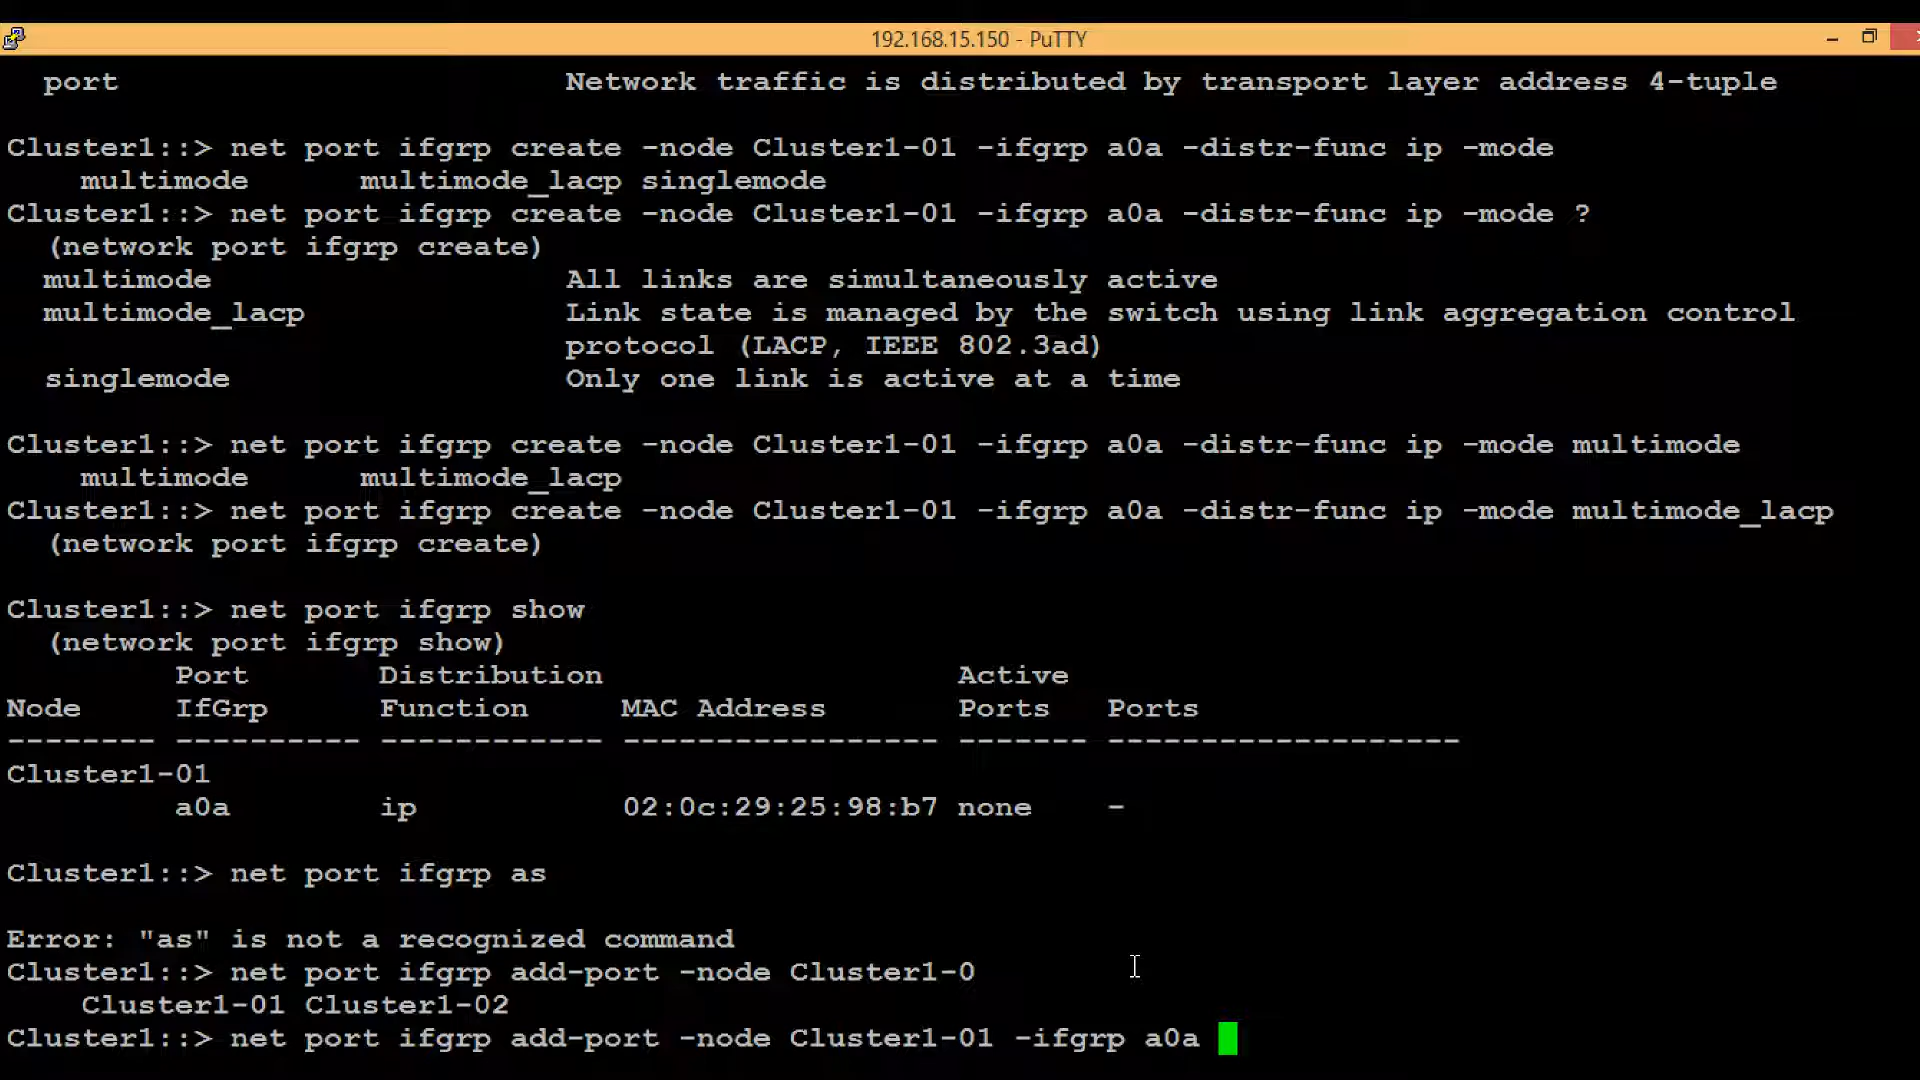 192.168.15.150 - PuTTY
port Network traffic is distributed by transport layer address 4-tuple
Cluster1::> net port ifgrp create -node Cluster1-01 -ifgrp a0a -distr-func ip -mode
multimode multimode_lacp singlemode
Cluster1::> net port ifgrp create -node Cluster1-01 -ifgrp a0a -distr-func ip -mode ?
(network port ifgrp create)
multimode All links are simultaneously active
multimode_lacp Link state is managed by the switch using link aggregation control
protocol (LACP, IEEE 802.3ad)
singlemode Only one link is active at a time
Cluster1::> net port ifgrp create -node Cluster1-01 -ifgrp a0a -distr-func ip -mode multimode
multimode multimode_lacp
Cluster1::> net port ifgrp create -node Cluster1-01 -ifgrp a0a -distr-func ip -mode multimode_lacp
(network port ifgrp create)
Cluster1::> net port ifgrp show
(network port ifgrp show)
Port Distribution Active
Node IfGrp Function MAC Address Ports Ports
-------- ---------- ------------ ----------------- ------- -------------------
Cluster1-01
a0a ip 02:0c:29:25:98:b7 none -
Cluster1::> net port ifgrp as
Error: "as" is not a recognized command
Cluster1::> net port ifgrp add-port -node Cluster1-0
Cluster1-01 Cluster1-02
Cluster1::> net port ifgrp add-port -node Cluster1-01 -ifgrp a0a